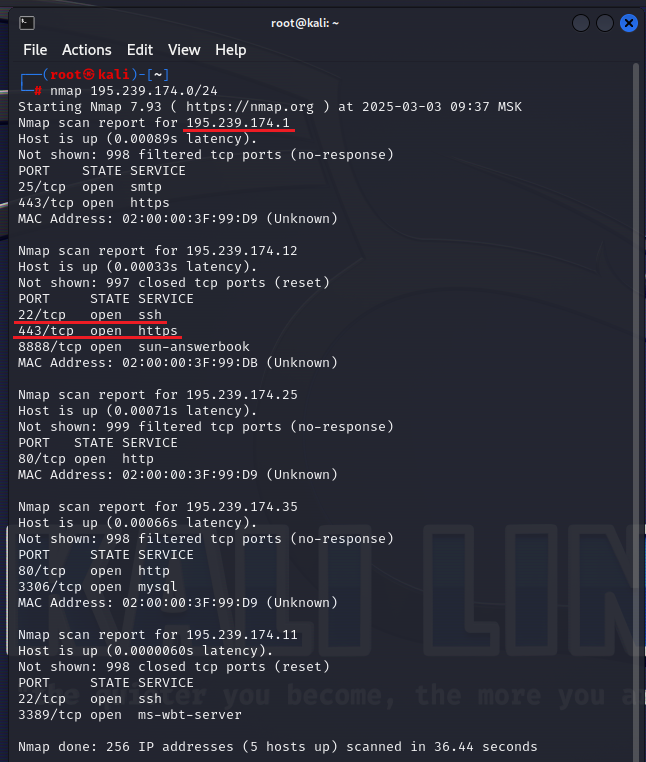 root@kali: ~
File Actions Edit View Help
┌──(root㉿kali)-[~]
└─# nmap 195.239.174.0/24
Starting Nmap 7.93 ( https://nmap.org ) at 2025-03-03 09:37 MSK
Nmap scan report for 195.239.174.1
Host is up (0.00089s latency).
Not shown: 998 filtered tcp ports (no-response)
PORT    STATE SERVICE
25/tcp  open  smtp
443/tcp open  https
MAC Address: 02:00:00:3F:99:D9 (Unknown)

Nmap scan report for 195.239.174.12
Host is up (0.00033s latency).
Not shown: 997 closed tcp ports (reset)
PORT     STATE SERVICE
22/tcp   open  ssh
443/tcp  open  https
8888/tcp open  sun-answerbook
MAC Address: 02:00:00:3F:99:DB (Unknown)

Nmap scan report for 195.239.174.25
Host is up (0.00071s latency).
Not shown: 999 filtered tcp ports (no-response)
PORT   STATE SERVICE
80/tcp open  http
MAC Address: 02:00:00:3F:99:D9 (Unknown)

Nmap scan report for 195.239.174.35
Host is up (0.00066s latency).
Not shown: 998 filtered tcp ports (no-response)
PORT     STATE SERVICE
80/tcp   open  http
3306/tcp open  mysql
MAC Address: 02:00:00:3F:99:D9 (Unknown)

Nmap scan report for 195.239.174.11
Host is up (0.0000060s latency).
Not shown: 998 closed tcp ports (reset)
PORT     STATE SERVICE
22/tcp   open  ssh
3389/tcp open  ms-wbt-server

Nmap done: 256 IP addresses (5 hosts up) scanned in 36.44 seconds
KALI LIN
the quieter you become, the more you a